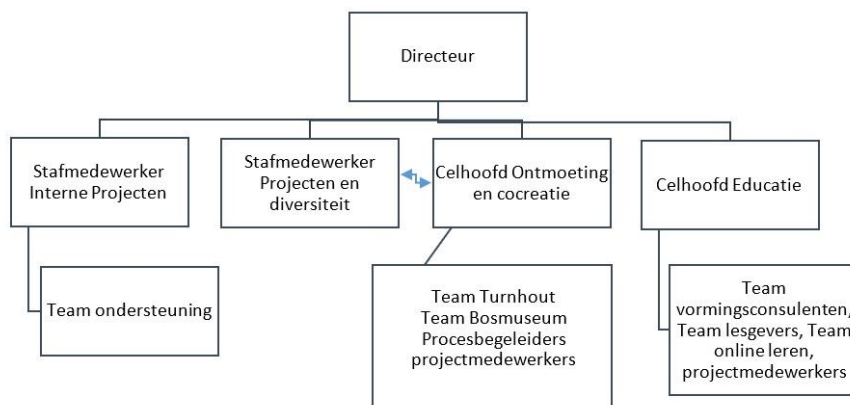 Directeur
Stafmedewerker
Interne Projecten
Stafmedewerker
Projecten en
diversiteit
Celhoofd Ontmoeting
en cocreatie
Celhoofd Educatie
Team ondersteuning
Team Turnhout
Team Bosmuseum
Procesbegeleiders
projectmedewerkers
Team
vormingsconsulenten,
Team lesgevers, Team
online leren,
projectmedewerkers